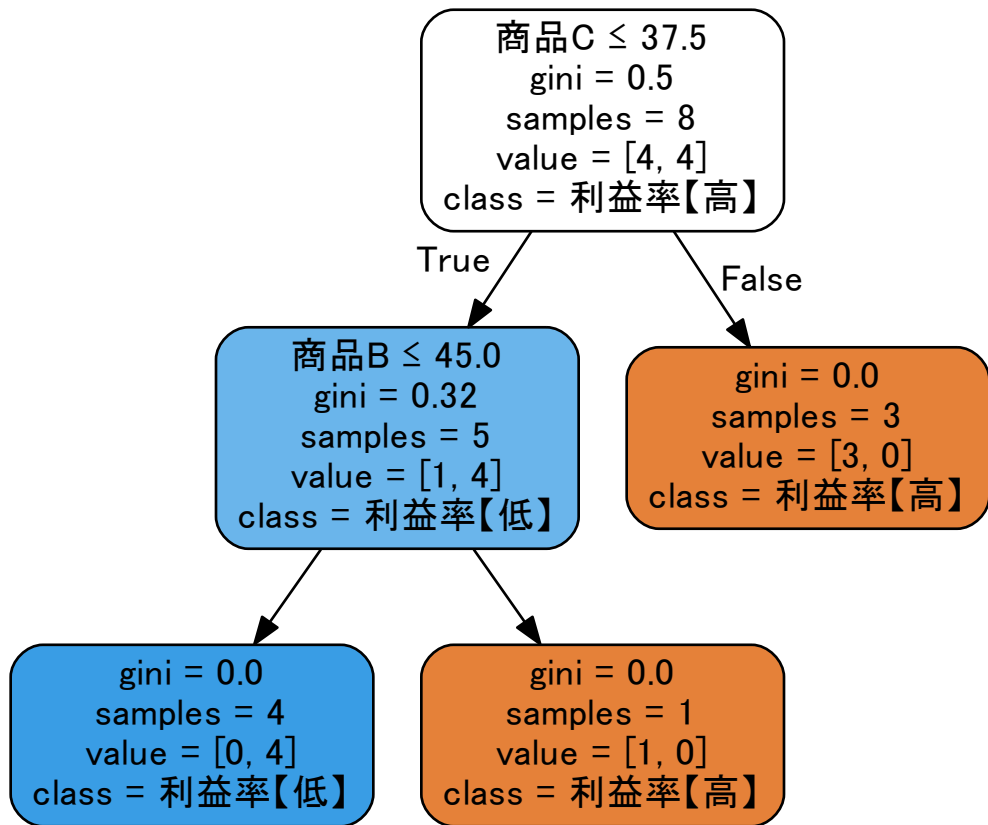 商品C ≤ 37.5
gini = 0.5
samples = 8
value = [4, 4]
class = 利益率【高】
True
False
商品B ≤ 45.0
gini = 0.32
samples = 5
value = [1, 4]
class = 利益率【低】
gini = 0.0
samples = 3
value = [3, 0]
class = 利益率【高】
gini = 0.0
samples = 4
value = [0, 4]
class = 利益率【低】
gini = 0.0
samples = 1
value = [1, 0]
class = 利益率【高】